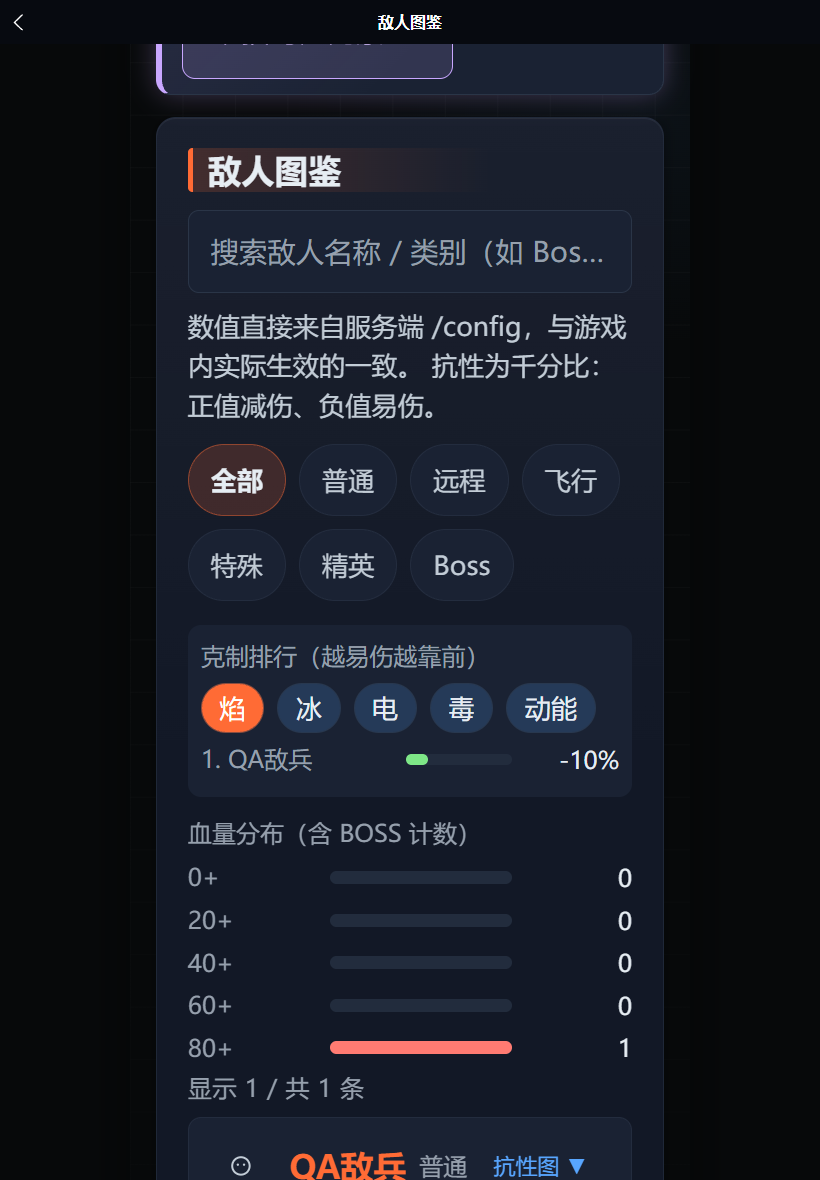 敌人图鉴
敌人图鉴
搜索敌人名称 / 类别（如 Bos...
数值直接来自服务端 /config，与游戏
内实际生效的一致。 抗性为千分比：
正值减伤、负值易伤。
全部 普通 远程 飞行
特殊 精英 Boss
克制排行（越易伤越靠前）
焰 冰 电 毒 动能
1. QA敌兵 -10%
血量分布（含 BOSS 计数）
0+ 0
20+ 0
40+ 0
60+ 0
80+ 1
显示 1 / 共 1 条
QA敌兵 普通 抗性图 ▼